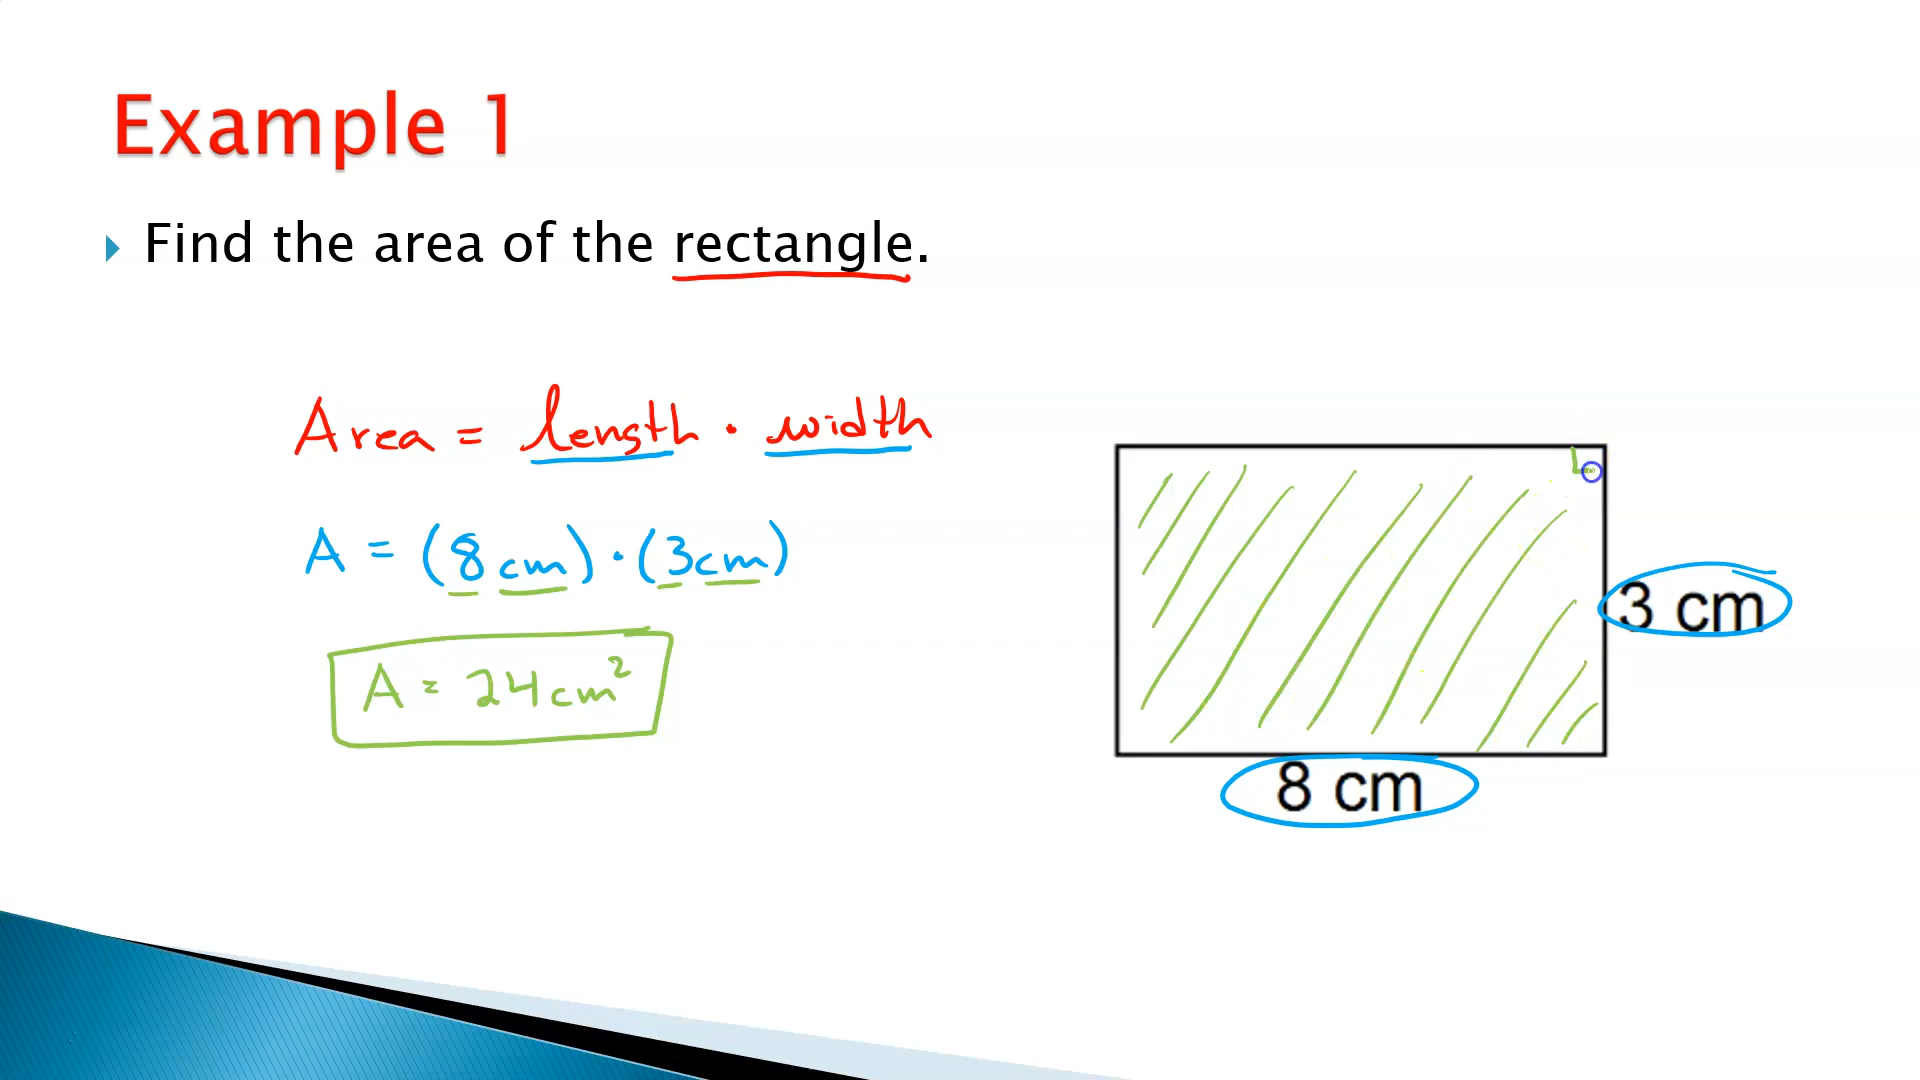 Example 1
Find the area of the rectangle.
Area = length · width
A = (8 cm) · (3 cm)
A = 24 cm²
3 cm
8 cm